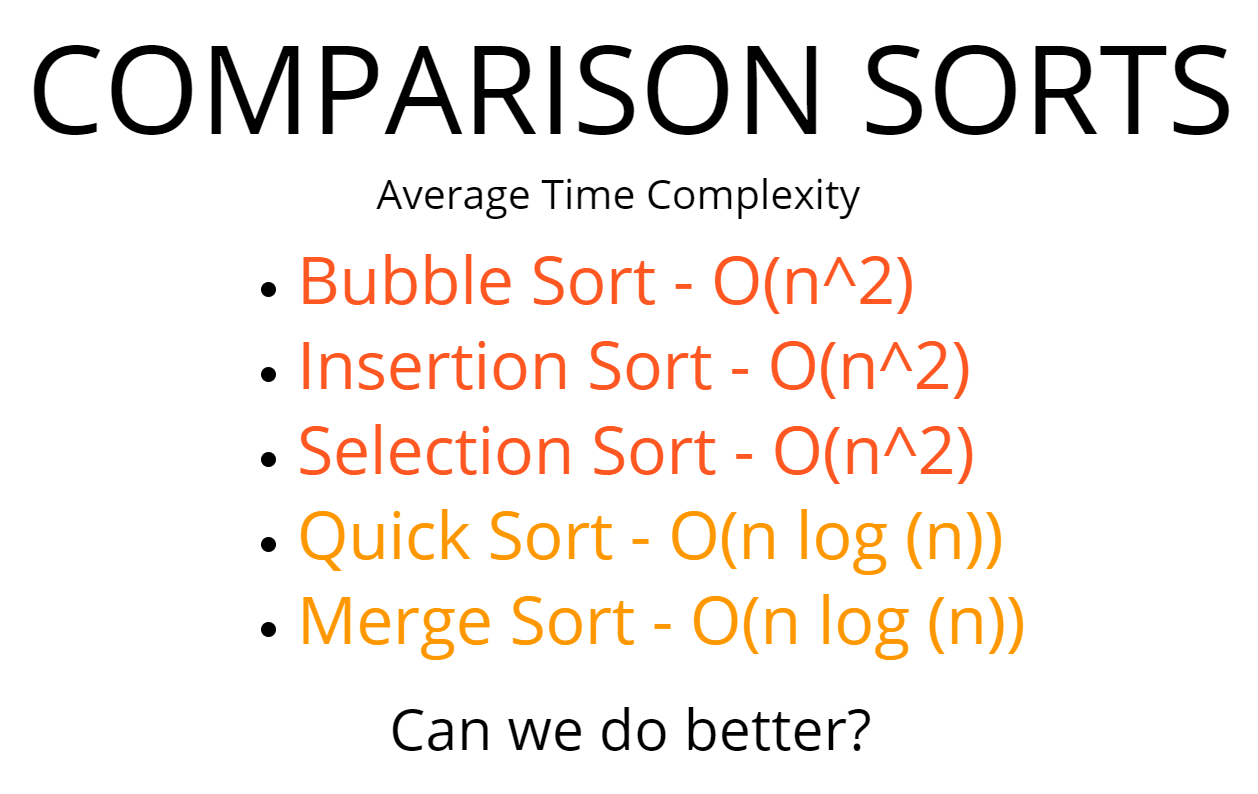 COMPARISON SORTS
Average Time Complexity
• Bubble Sort - O(n^2)
• Insertion Sort - O(n^2)
• Selection Sort - O(n^2)
• Quick Sort - O(n log (n))
• Merge Sort - O(n log (n))
Can we do better?